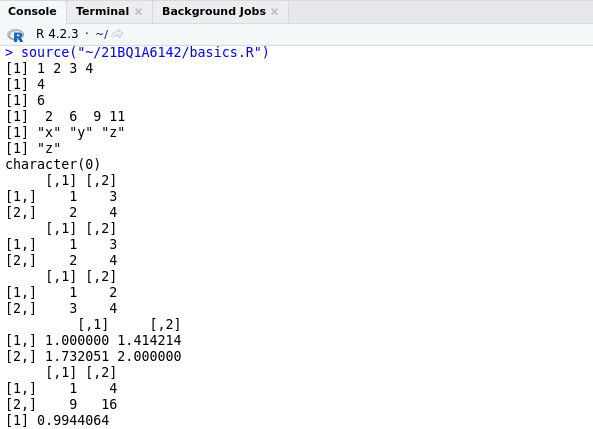 Console Terminal × Background Jobs ×
R R 4.2.3 · ~/
> source("~/21BQ1A6142/basics.R")
[1] 1 2 3 4
[1] 4
[1] 6
[1]  2  6  9 11
[1] "x" "y" "z"
[1] "z"
character(0)
     [,1] [,2]
[1,]    1    3
[2,]    2    4
     [,1] [,2]
[1,]    1    3
[2,]    2    4
     [,1] [,2]
[1,]    1    2
[2,]    3    4
         [,1]     [,2]
[1,] 1.000000 1.414214
[2,] 1.732051 2.000000
     [,1] [,2]
[1,]    1    4
[2,]    9   16
[1] 0.9944064